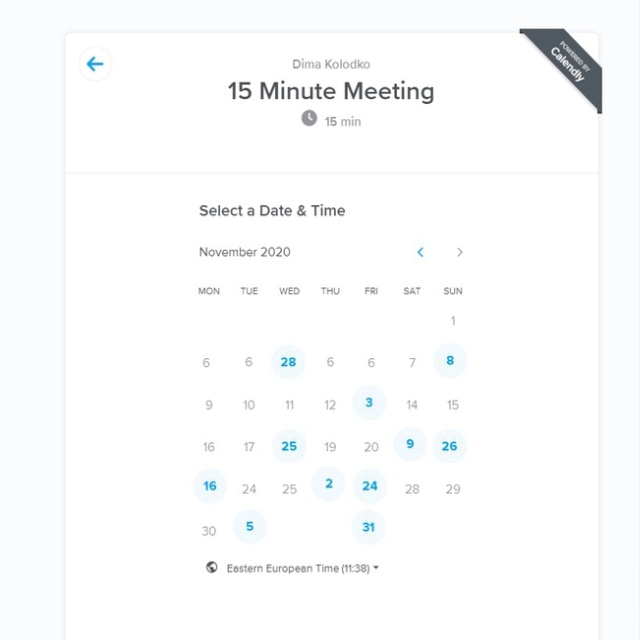 POWERED BY
Calendly
Dima Kolodko
15 Minute Meeting
15 min
Select a Date & Time
November 2020
MON TUE WED THU FRI SAT SUN
1
6 6 28 6 6 7 8
9 10 11 12 3 14 15
16 17 25 19 20 9 26
16 24 25 2 24 28 29
30 5 31
Eastern European Time (11:38)